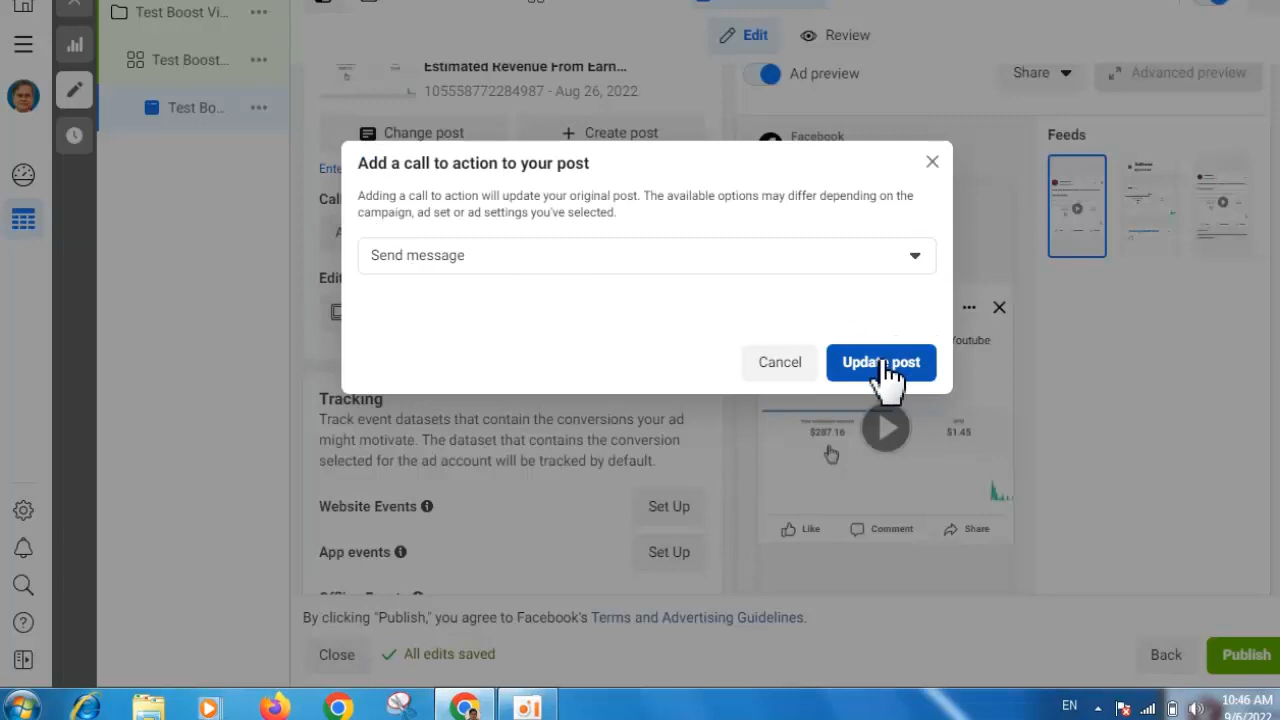 Test Boost Vi...
Test Boost...
Test Bo...
Edit
Review
Estimated Revenue From Earn...
105558772284987 - Aug 26, 2022
Ad preview
Share
Advanced preview
Change post
Create post
Facebook
Feeds
Add a call to action to your post
Adding a call to action will update your original post. The available options may differ depending on the
campaign, ad set or ad settings you've selected.
Send message
Cancel
Update post
Youtube
Tracking
Track event datasets that contain the conversions your ad
might motivate. The dataset that contains the conversion
selected for the ad account will be tracked by default.
$287.16
$1.45
Website Events
Set Up
Like
Comment
Share
App events
Set Up
By clicking "Publish," you agree to Facebook's Terms and Advertising Guidelines.
Close
All edits saved
Back
Publish
EN
10:46 AM
9/6/2022